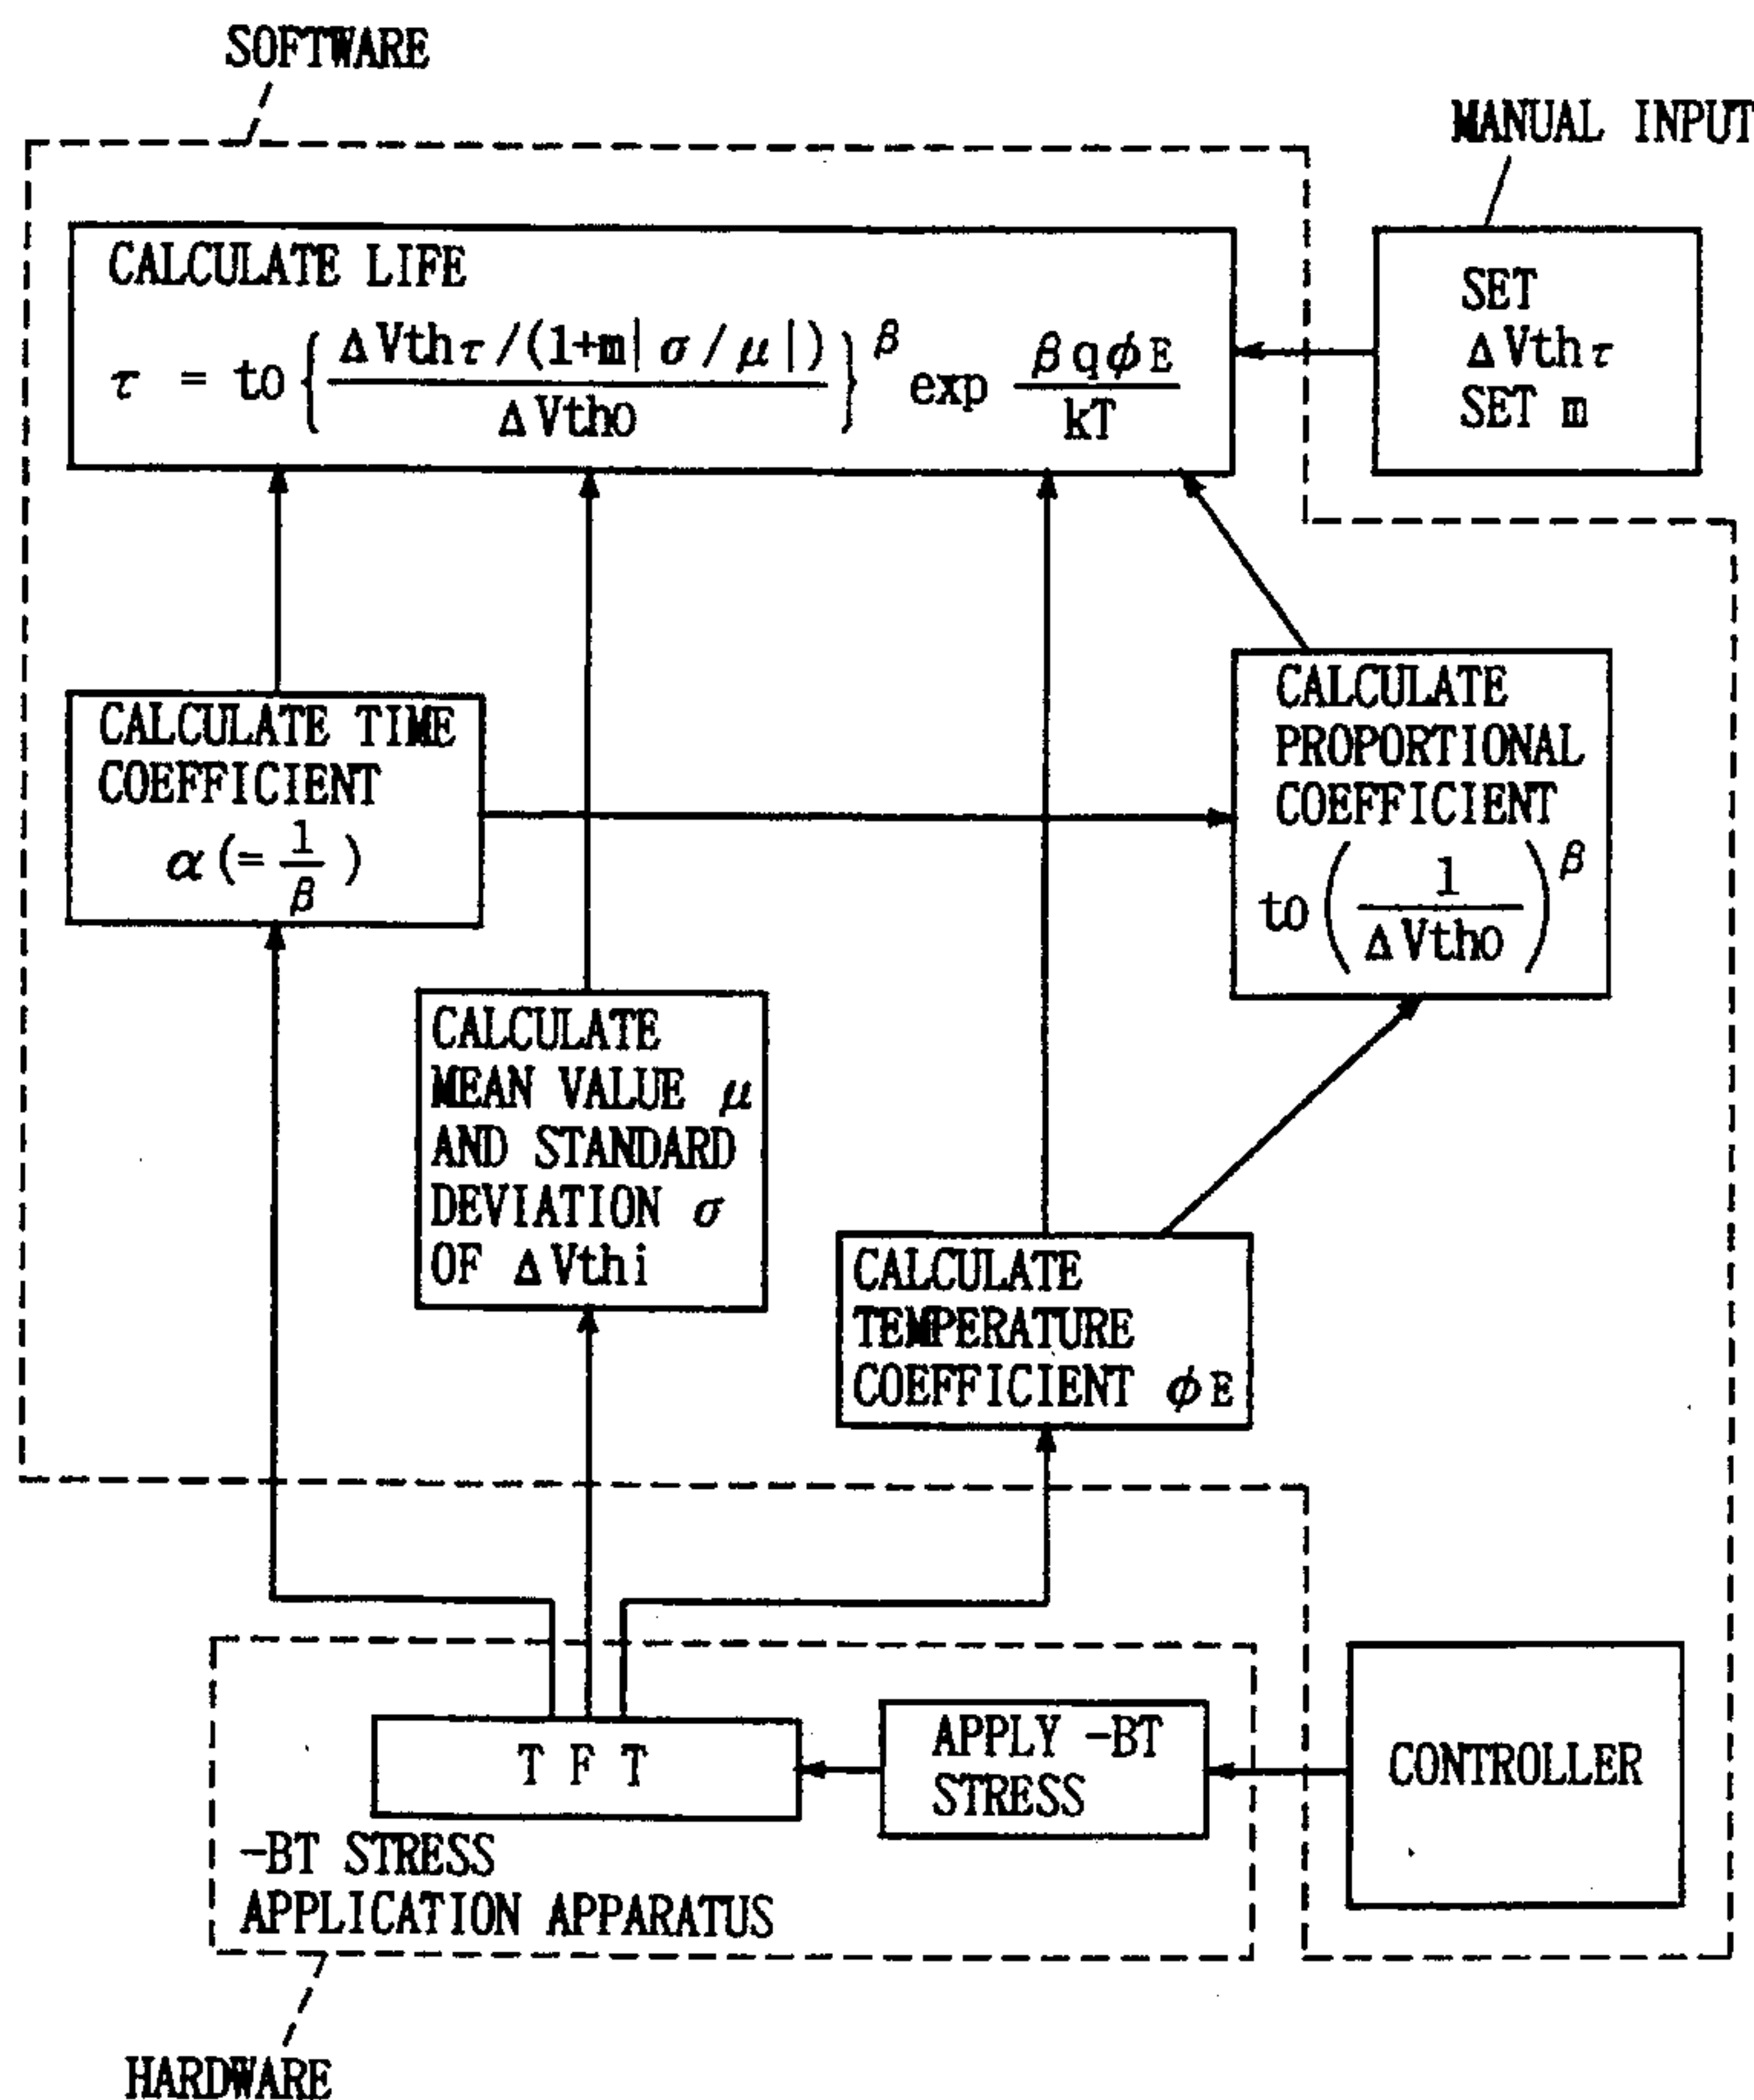 SOFTWARE
MANUAL INPUT
CALCULATE LIFE
τ = to { ΔVthτ/(1+m|σ/μ|) / ΔVtho }^β exp βqφE / kT
SET
ΔVthτ
SET m
CALCULATE TIME
COEFFICIENT
α(= 1/β )
CALCULATE
PROPORTIONAL
COEFFICIENT
to ( 1 / ΔVtho )^β
CALCULATE
MEAN VALUE μ
AND STANDARD
DEVIATION σ
OF ΔVthi
CALCULATE
TEMPERATURE
COEFFICIENT φE
T F T
APPLY -BT
STRESS
CONTROLLER
-BT STRESS
APPLICATION APPARATUS
HARDWARE